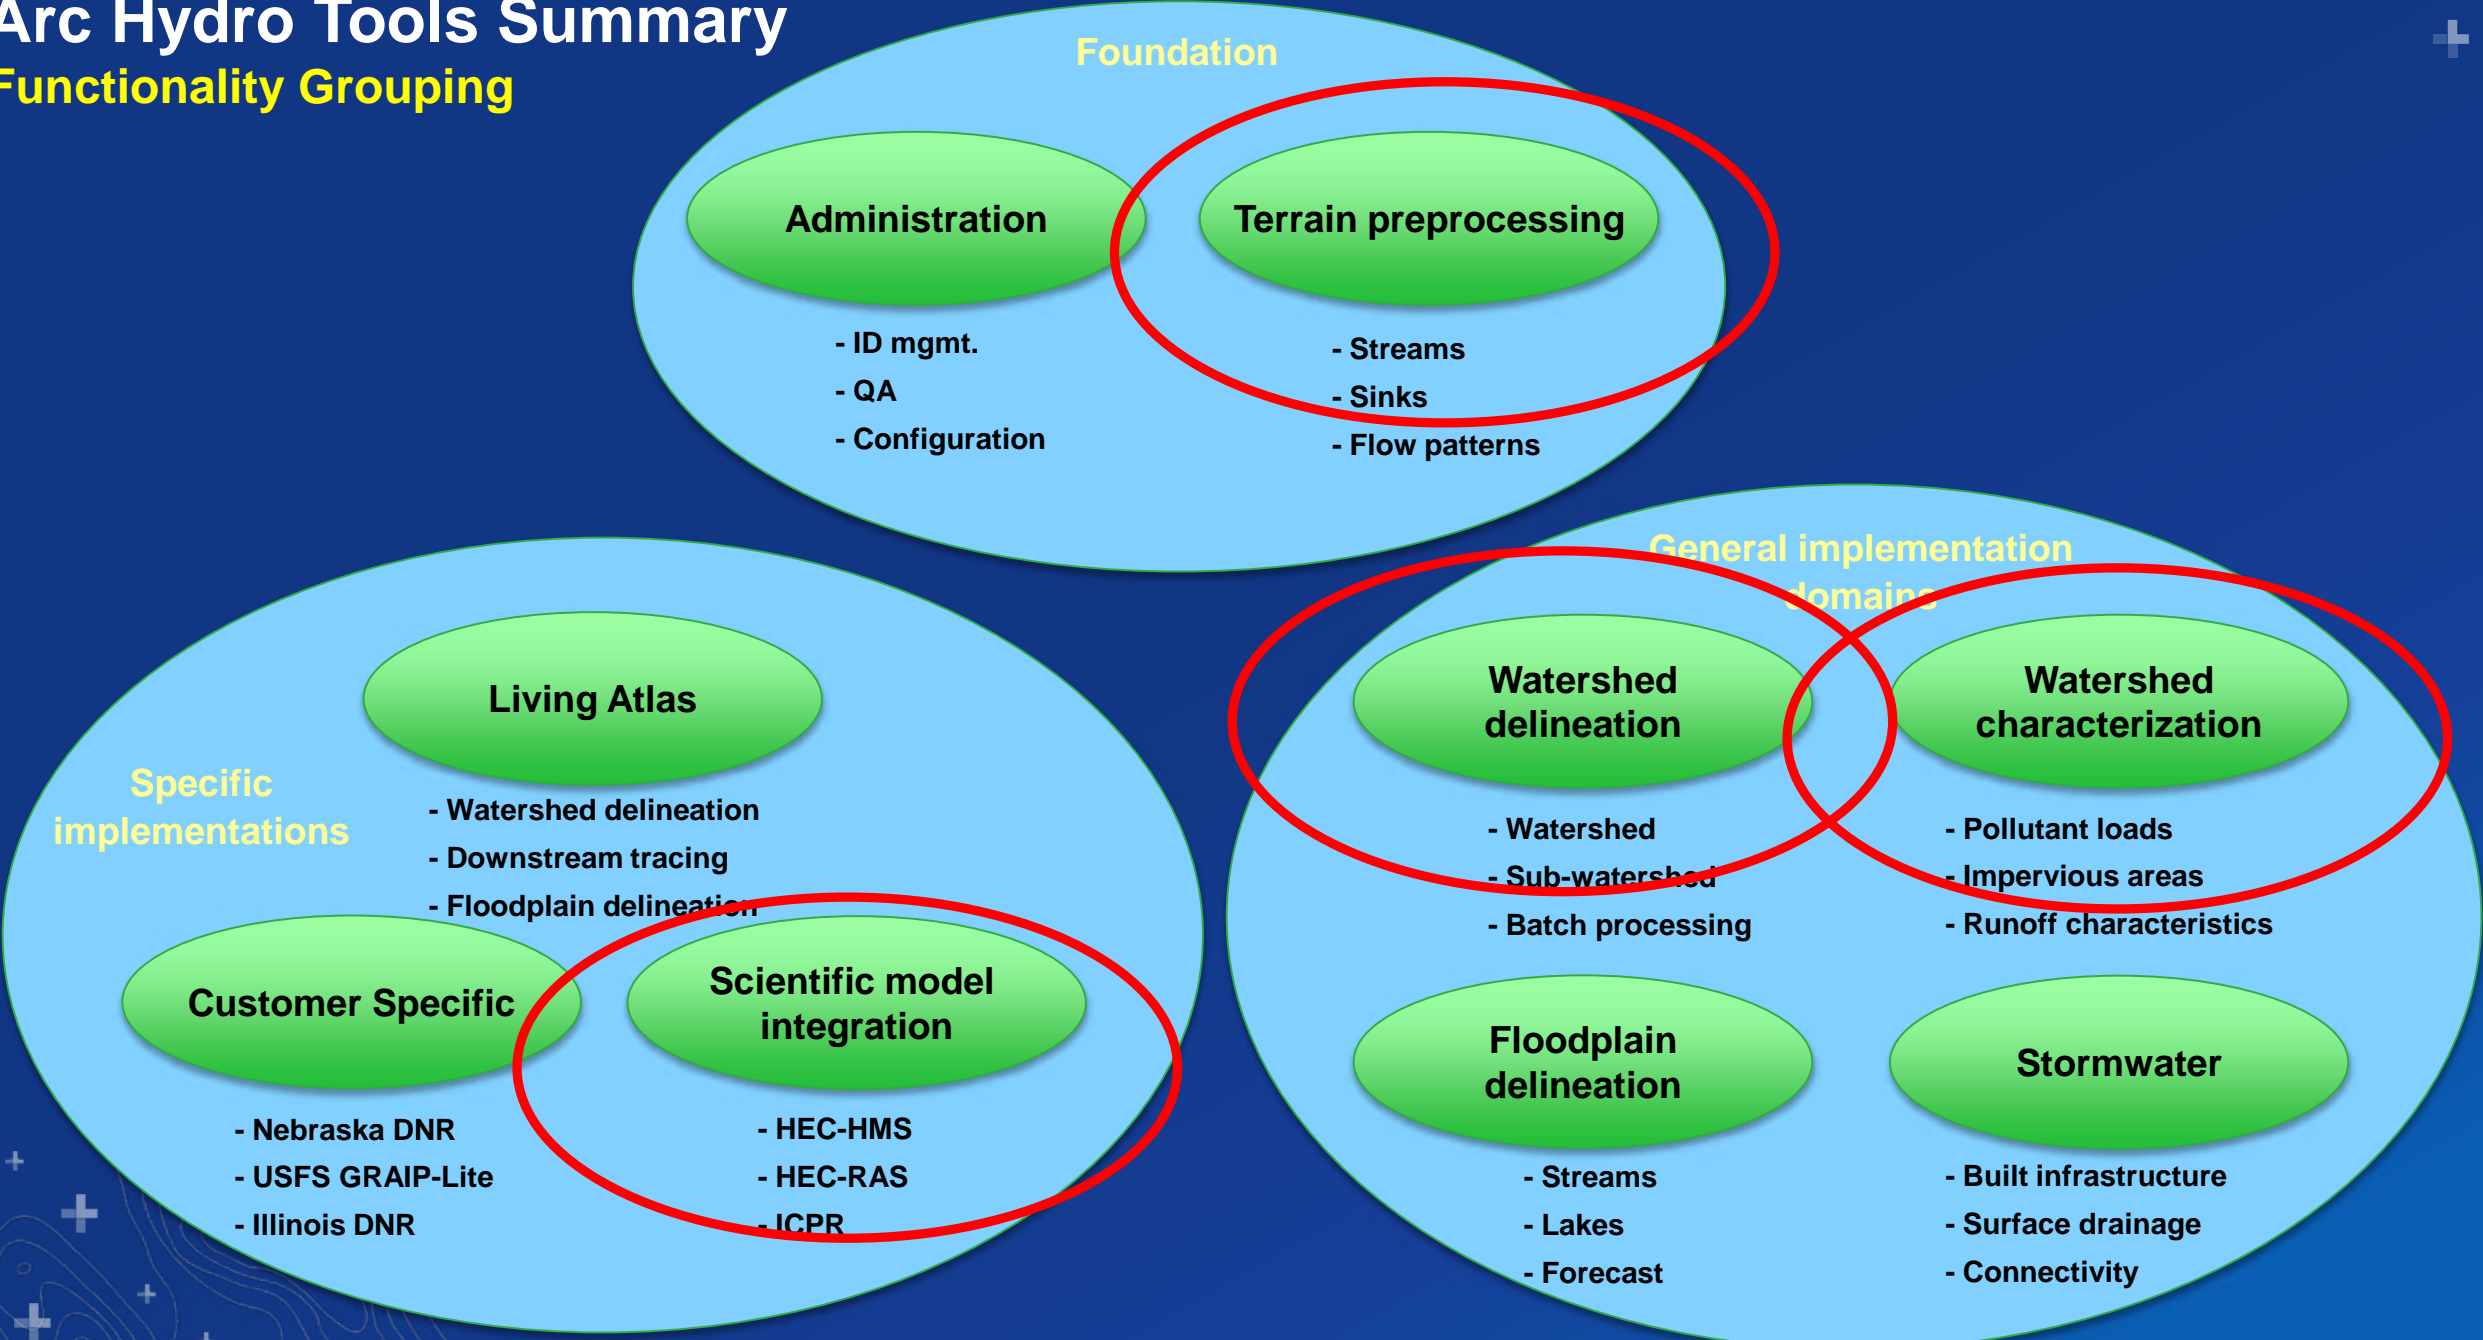 Arc Hydro Tools Summary
Functionality Grouping
Foundation
Administration
- ID mgmt.
- QA
- Configuration
Terrain preprocessing
- Streams
- Sinks
- Flow patterns
Specific
implementations
Living Atlas
- Watershed delineation
- Downstream tracing
- Floodplain delineation
Customer Specific
- Nebraska DNR
- USFS GRAIP-Lite
- Illinois DNR
Scientific model
integration
- HEC-HMS
- HEC-RAS
- ICPR
General implementation
domains
Watershed
delineation
- Watershed
- Sub-watershed
- Batch processing
Watershed
characterization
- Pollutant loads
- Impervious areas
- Runoff characteristics
Floodplain
delineation
- Streams
- Lakes
- Forecast
Stormwater
- Built infrastructure
- Surface drainage
- Connectivity